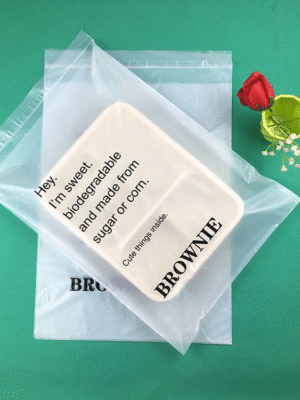 Hey.
I'm sweet.
biodegradable
and made from
sugar or corn.
Cute things inside.
BROWNIE
BRO